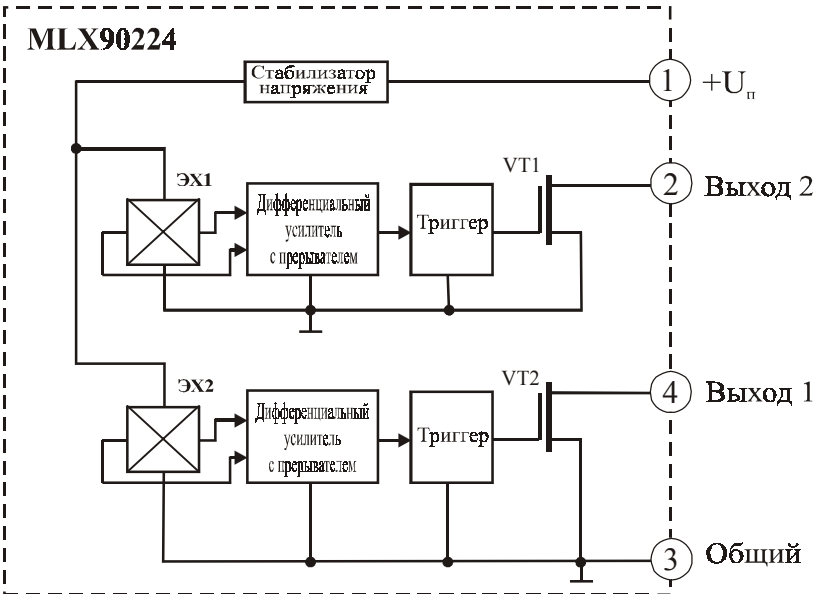 MLX90224
Стабилизатор
напряжения
1
+Uп
ЭХ1
Дифференциальный
усилитель
с прерывателем
Триггер
VT1
2
Выход 2
ЭХ2
Дифференциальный
усилитель
с прерывателем
Триггер
VT2
4
Выход 1
3
Общий